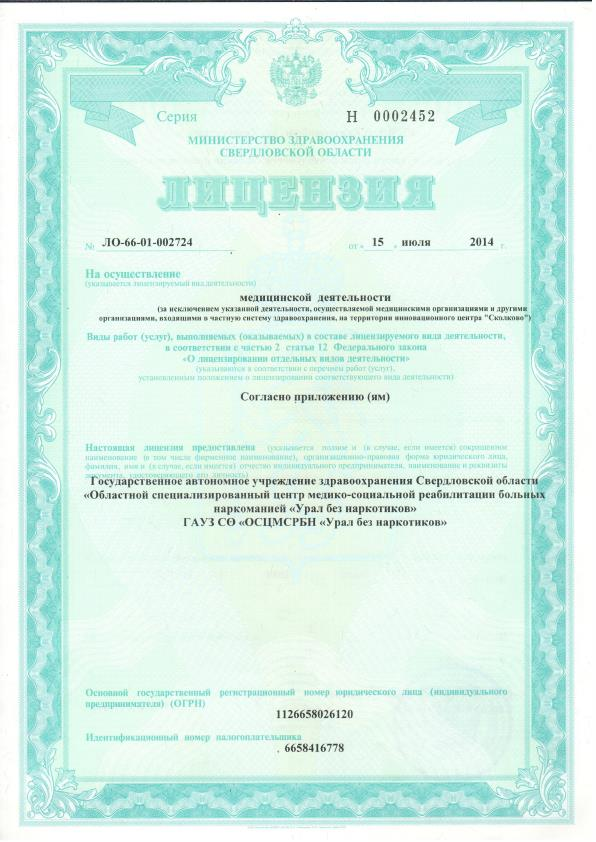 Серия Н 0002452
МИНИСТЕРСТВО ЗДРАВООХРАНЕНИЯ
СВЕРДЛОВСКОЙ ОБЛАСТИ
ЛИЦЕНЗИЯ
№ ЛО-66-01-002724 от « 15 » июля 2014 г.
На осуществление
(указывается лицензируемый вид деятельности)
медицинской деятельности
(за исключением указанной деятельности, осуществляемой медицинскими организациями и другими
организациями, входящими в частную систему здравоохранения, на территории инновационного центра "Сколково")
Виды работ (услуг), выполняемых (оказываемых) в составе лицензируемого вида деятельности,
в соответствии с частью 2 статьи 12 Федерального закона
«О лицензировании отдельных видов деятельности»
(указываются в соответствии с перечнем работ (услуг),
установленным положением о лицензировании соответствующего вида деятельности)
Согласно приложению (ям)
Настоящая лицензия предоставлена (указывается полное и (в случае, если имеется) сокращенное
наименование (в том числе фирменное наименование), организационно-правовая форма юридического лица,
фамилия, имя и (в случае, если имеется) отчество индивидуального предпринимателя, наименование и реквизиты
документа, удостоверяющего его личность)
Государственное автономное учреждение здравоохранения Свердловской области
«Областной специализированный центр медико-социальной реабилитации больных
наркоманией «Урал без наркотиков»
ГАУЗ СО «ОСЦМСРБН «Урал без наркотиков»
Основной государственный регистрационный номер юридического лица (индивидуального
предпринимателя) (ОГРН)
1126658026120
Идентификационный номер налогоплательщика
6658416778